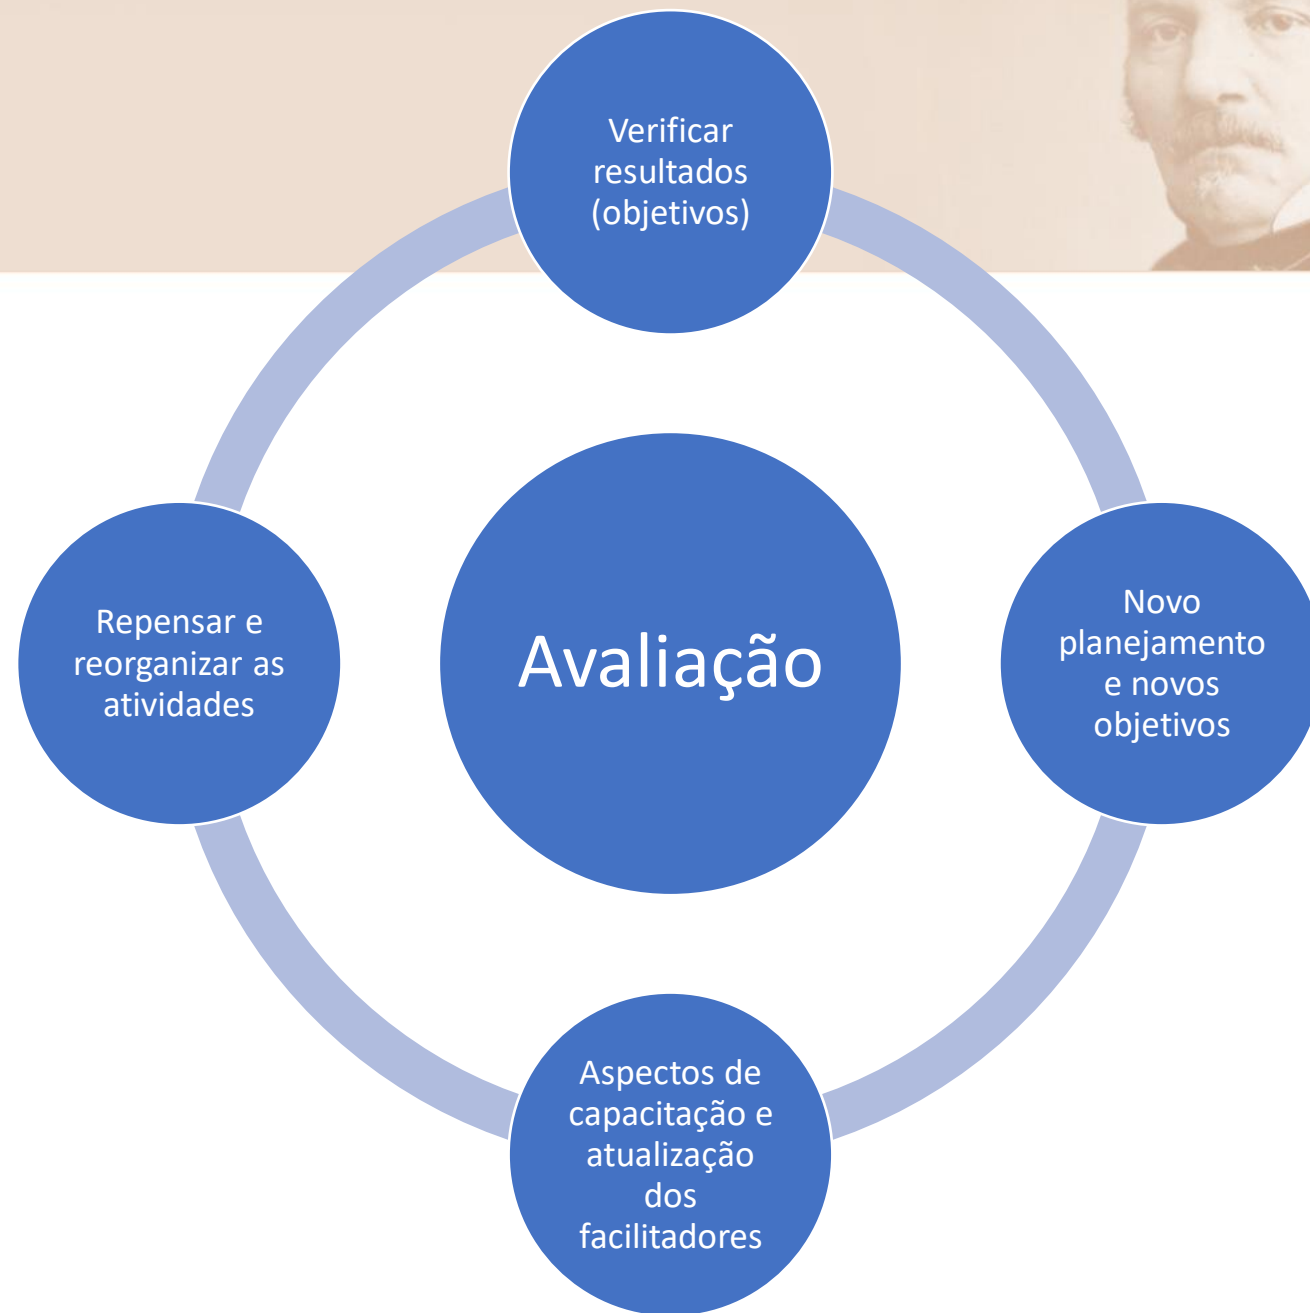 Verificar
resultados
(objetivos)
Repensar e
reorganizar as
atividades
Avaliação
Novo
planejamento
e novos
objetivos
Aspectos de
capacitação e
atualização
dos
facilitadores